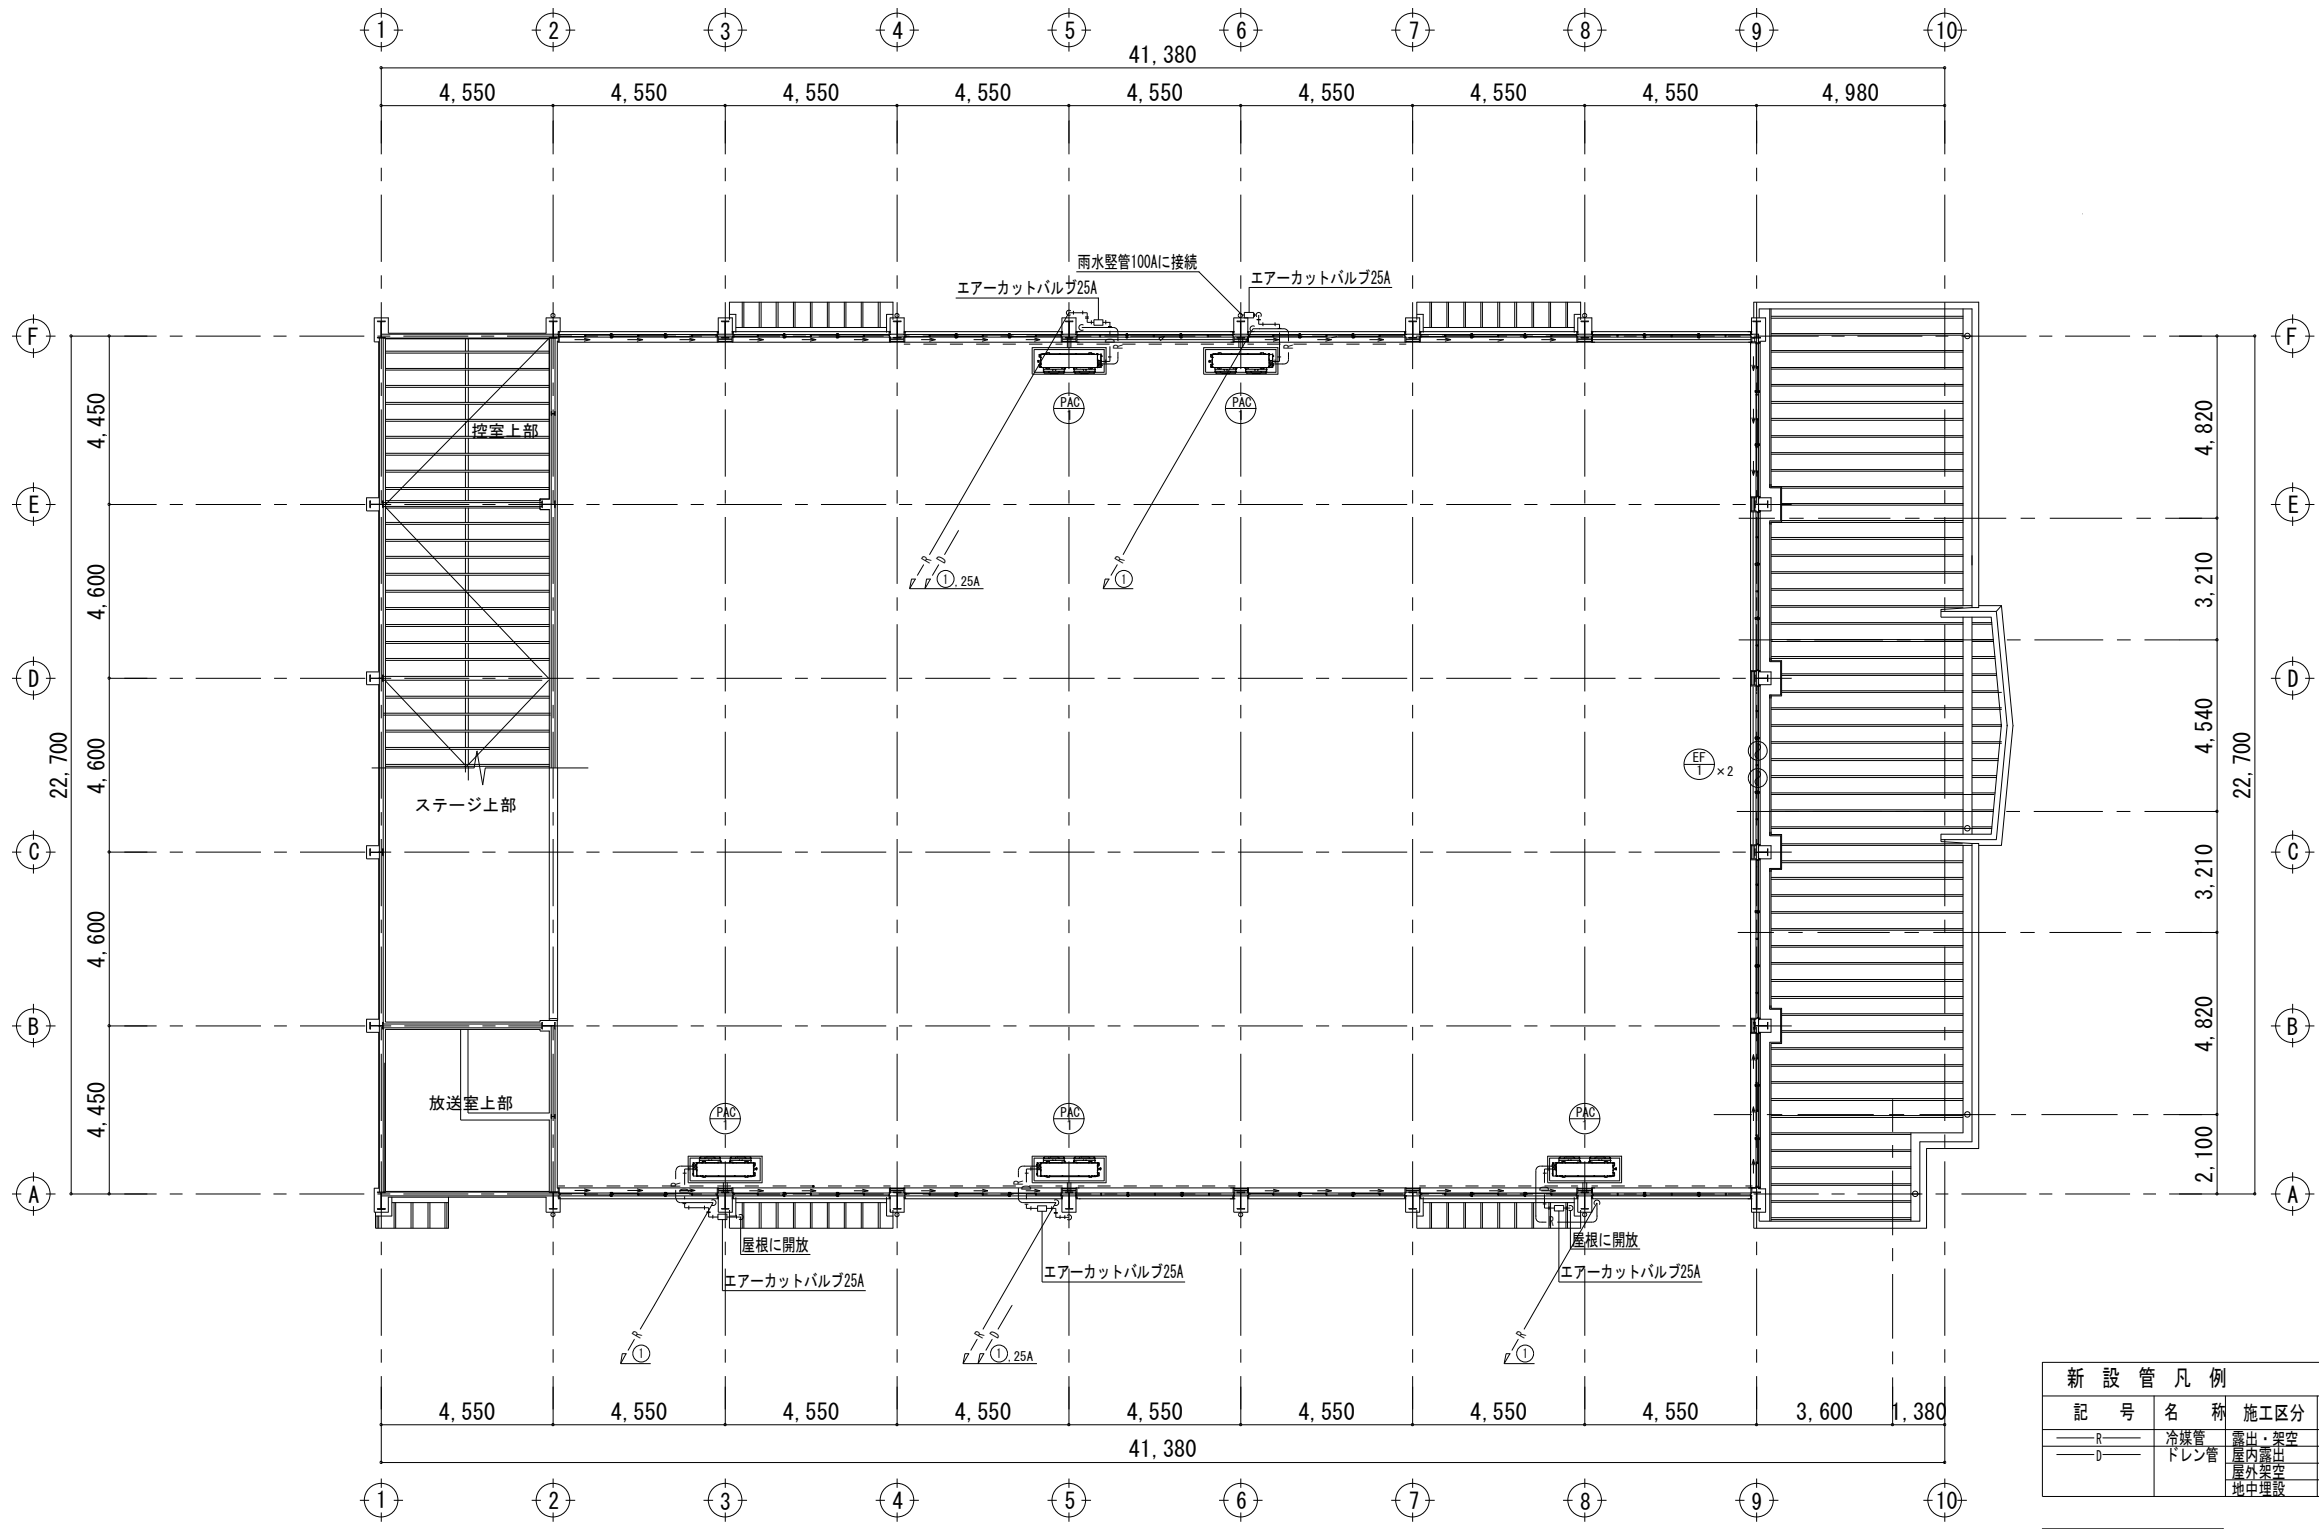 1 2 3 4 5 6 7 8 9 10
41,380
4,550 4,550 4,550 4,550 4,550 4,550 4,550 4,550 4,980
雨水竪管100Aに接続
エアーカットバルブ25A
エアーカットバルブ25A
F
F
R
R
PAC
1
PAC
1
4,450
控室上部
4,820
E
E
R
D
1,25A
R
1
4,600
3,210
D
D
22,700
4,600
4,540
22,700
EF
1
×2
ステージ上部
C
C
3,210
4,600
B
B
4,820
4,450
放送室上部
PAC
1
PAC
1
PAC
1
2,100
A
A
R
D
R
D
D
R
屋根に開放
屋根に開放
エアーカットバルブ25A
エアーカットバルブ25A
エアーカットバルブ25A
R
1
R
D
1,25A
R
1
新設管凡例
記号 名称 施工区分
R 冷媒管 露出・架空
D ドレン管 屋内露出
屋外架空
地中埋設
4,550 4,550 4,550 4,550 4,550 4,550 4,550 4,550 3,600 1,380
41,380
1 2 3 4 5 6 7 8 9 10